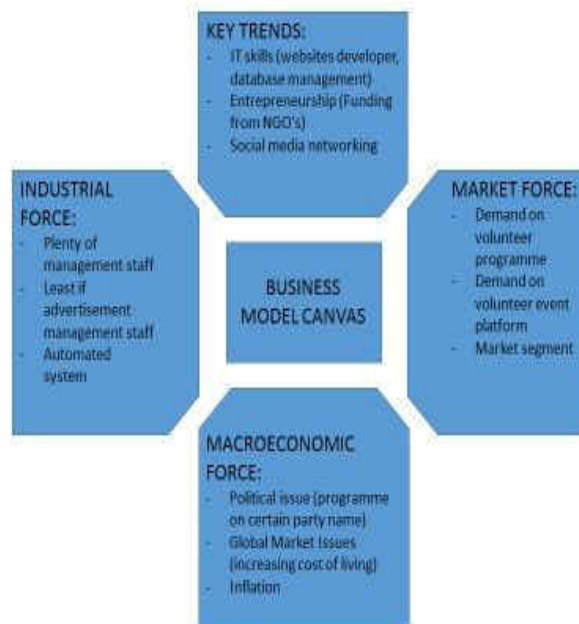 KEY TRENDS:
- IT skills (websites developer,
database management)
- Entrepreneurship (Funding
from NGO's)
- Social media networking
INDUSTRIAL
FORCE:
- Plenty of
management staff
- Least if
advertisement
management staff
- Automated
system
BUSINESS
MODEL CANVAS
MARKET FORCE:
- Demand on
volunteer
programme
- Demand on
volunteer event
platform
- Market segment
MACROECONOMIC
FORCE:
- Political issue (programme
on certain party name)
- Global Market Issues
(increasing cost of living)
- Inflation